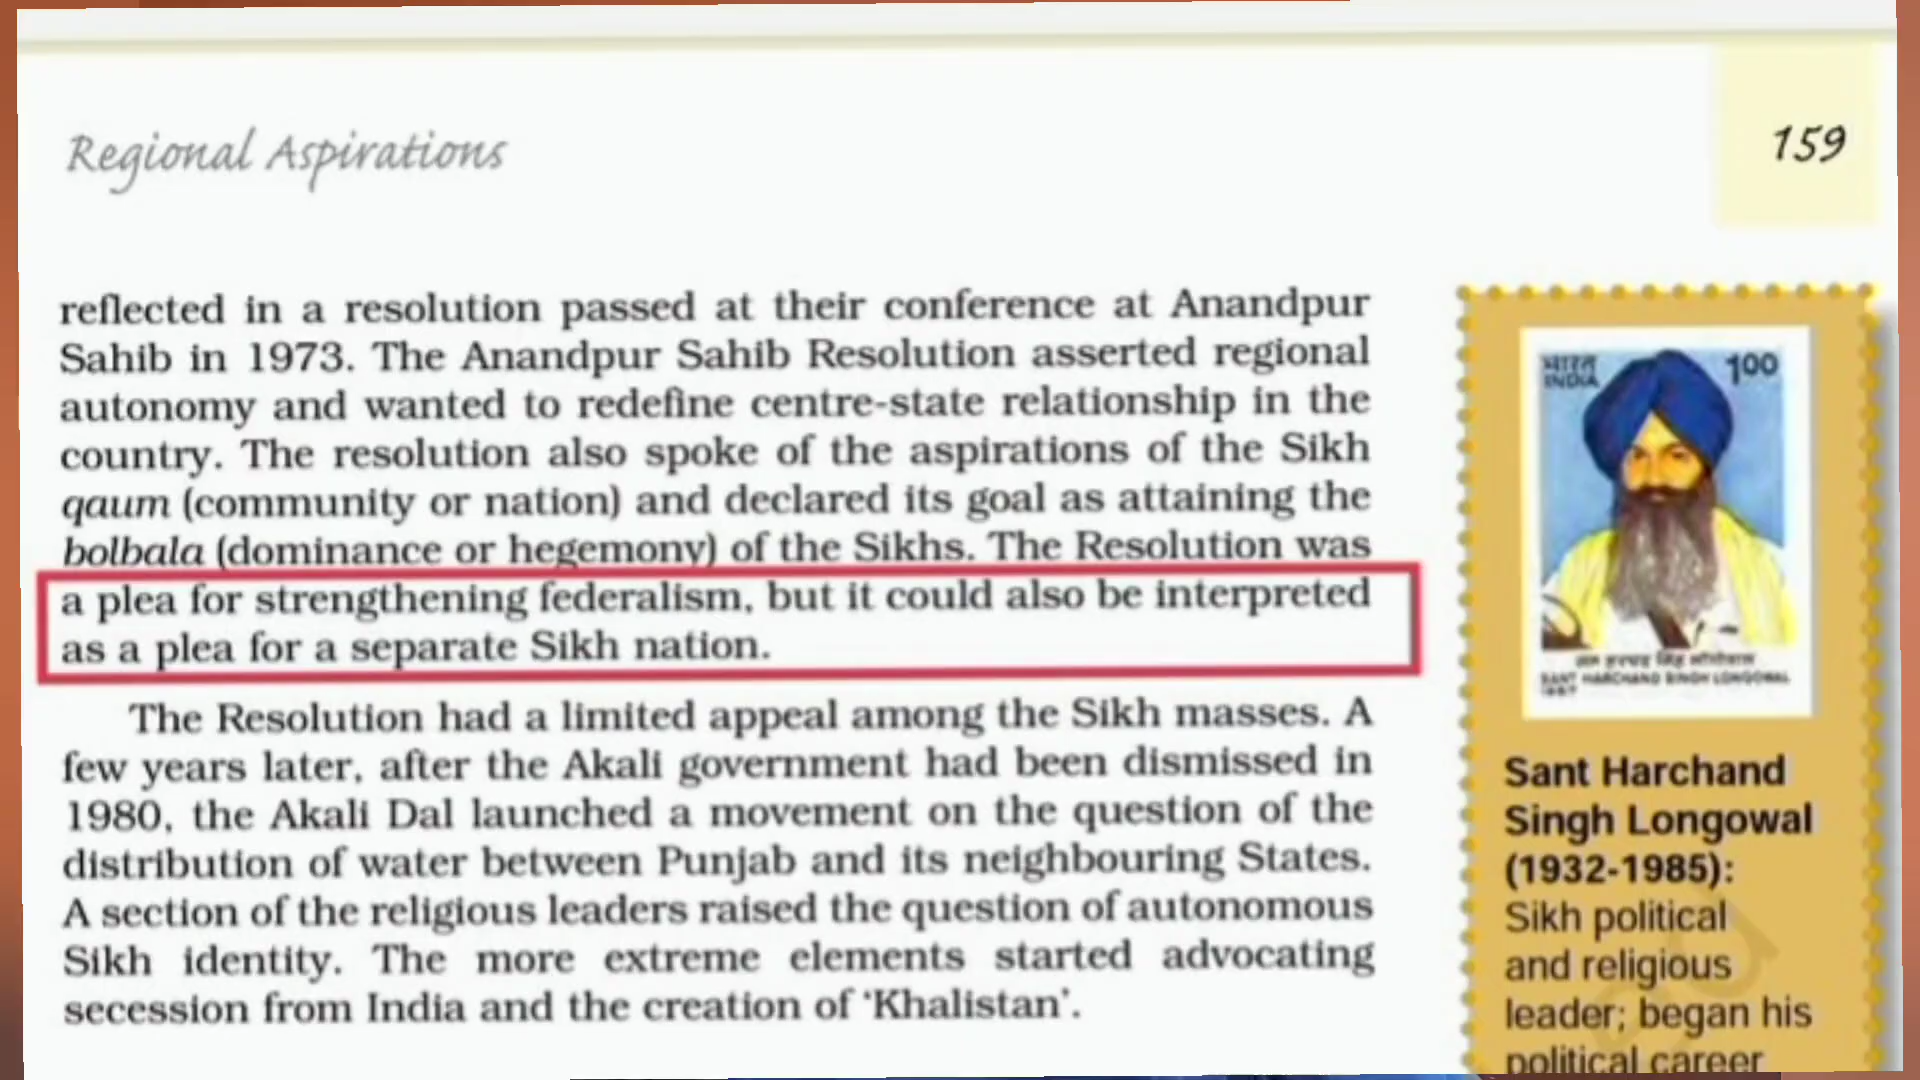 Regional Aspirations
159
reflected in a resolution passed at their conference at Anandpur
Sahib in 1973. The Anandpur Sahib Resolution asserted regional
autonomy and wanted to redefine centre-state relationship in the
country. The resolution also spoke of the aspirations of the Sikh
qaum (community or nation) and declared its goal as attaining the
bolbala (dominance or hegemony) of the Sikhs. The Resolution was
a plea for strengthening federalism, but it could also be interpreted
as a plea for a separate Sikh nation.
The Resolution had a limited appeal among the Sikh masses. A
few years later, after the Akali government had been dismissed in
1980, the Akali Dal launched a movement on the question of the
distribution of water between Punjab and its neighbouring States.
A section of the religious leaders raised the question of autonomous
Sikh identity. The more extreme elements started advocating
secession from India and the creation of ‘Khalistan’.
भारत 100
INDIA
SANT HARCHAND SINGH LONGOWAL
1987
Sant Harchand
Singh Longowal
(1932-1985):
Sikh political
and religious
leader; began his
political career